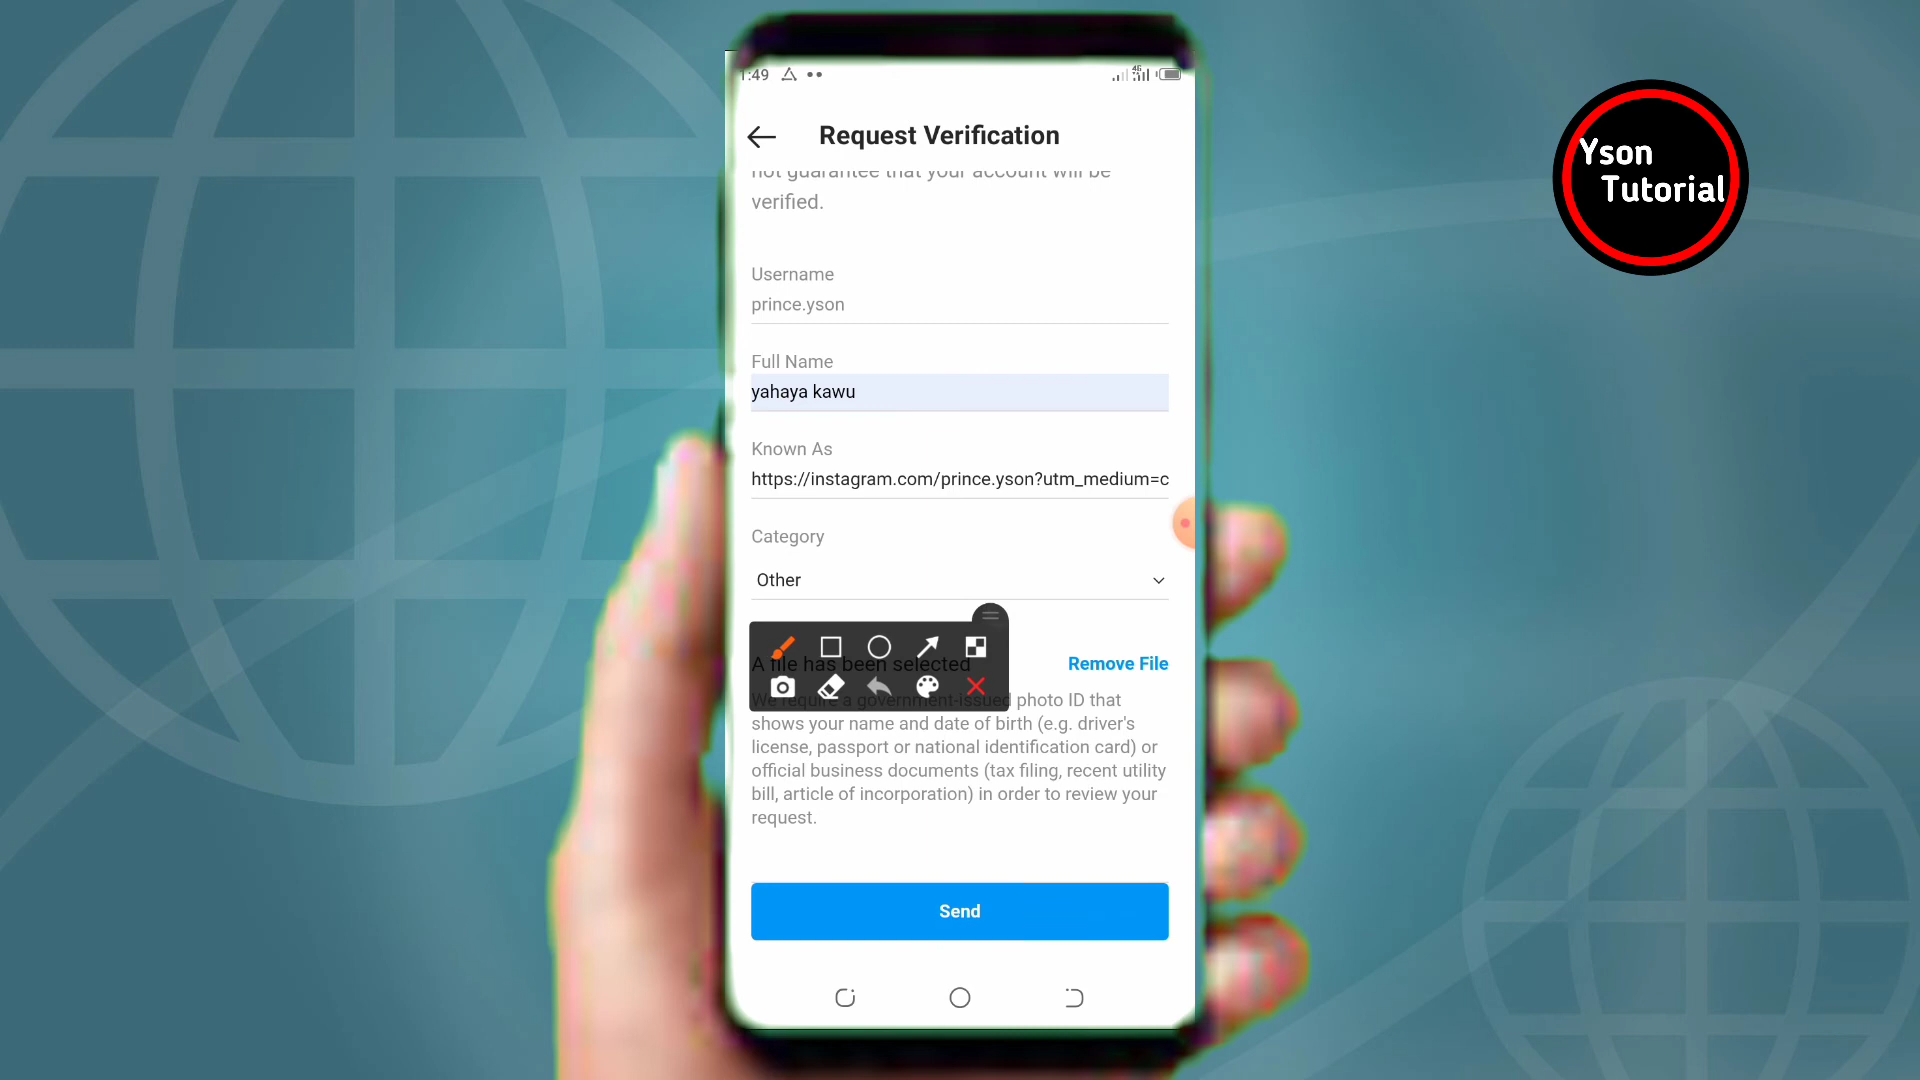 1:49
4G
Request Verification
not guarantee that your account will be
verified.
Username
prince.yson
Full Name
yahaya kawu
Known As
https://instagram.com/prince.yson?utm_medium=c
Category
Other
A file has been selected
Remove File
We require a government-issued photo ID that
shows your name and date of birth (e.g. driver's
license, passport or national identification card) or
official business documents (tax filing, recent utility
bill, article of incorporation) in order to review your
request.
Send
Yson
Tutorial